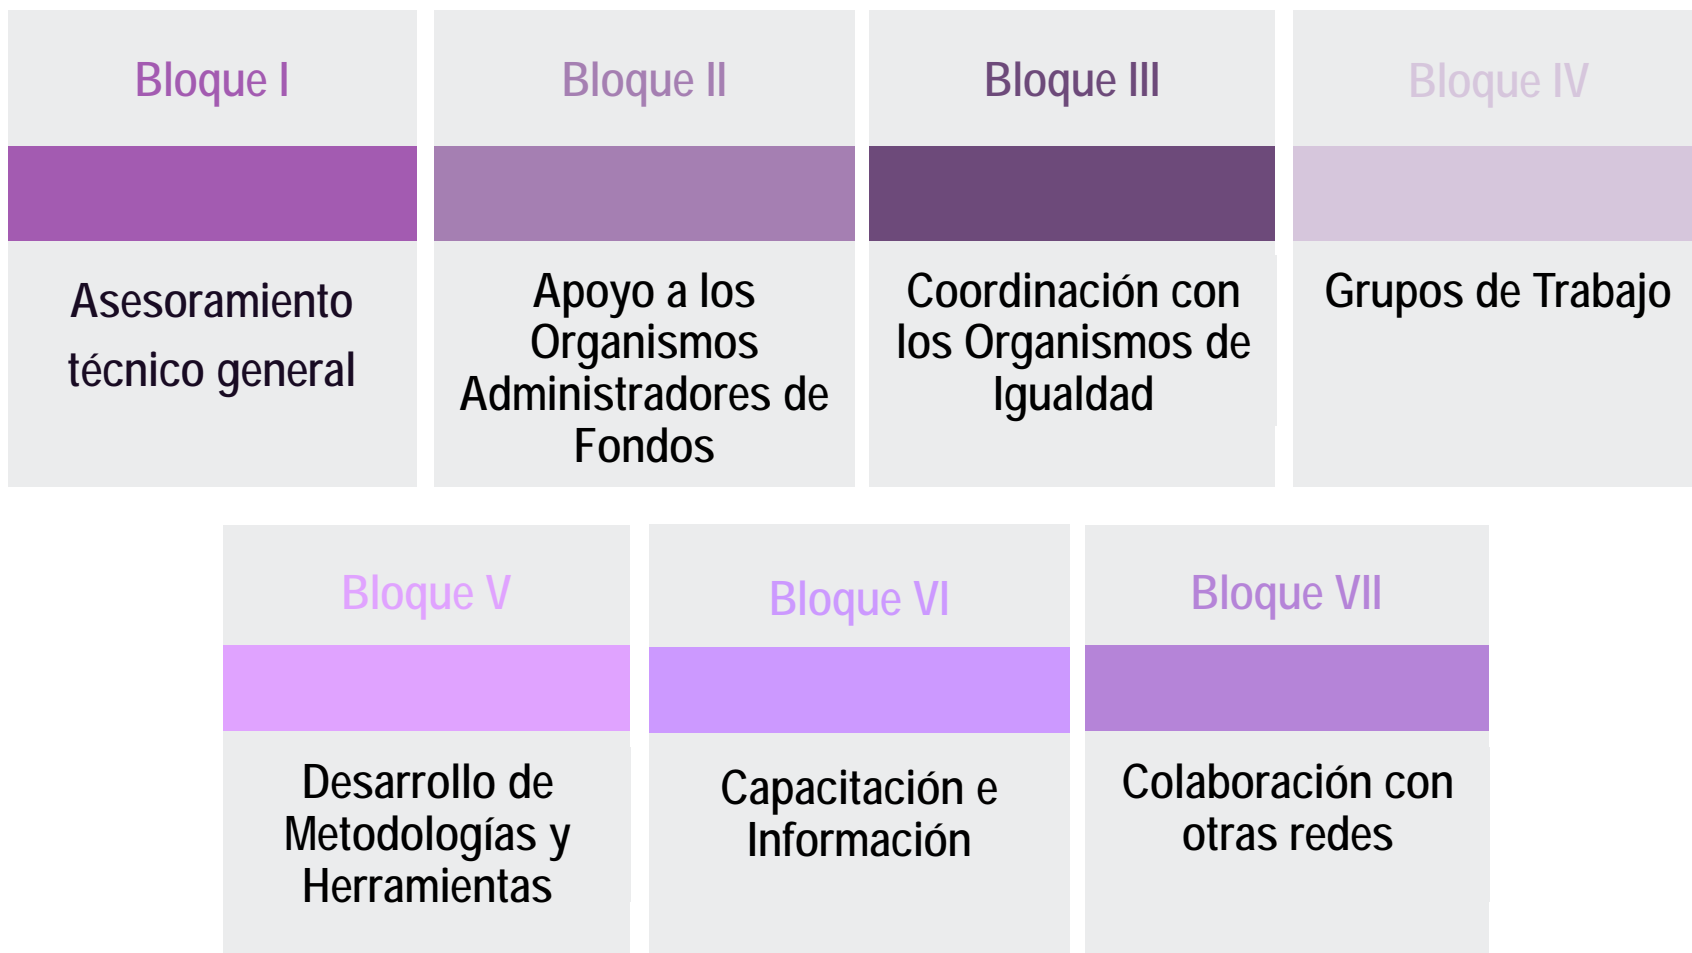 Bloque I
Asesoramiento
técnico general
Bloque II
Apoyo a los
Organismos
Administradores de
Fondos
Bloque III
Coordinación con
los Organismos de
Igualdad
Bloque IV
Grupos de Trabajo
Bloque V
Desarrollo de
Metodologías y
Herramientas
Bloque VI
Capacitación e
Información
Bloque VII
Colaboración con
otras redes